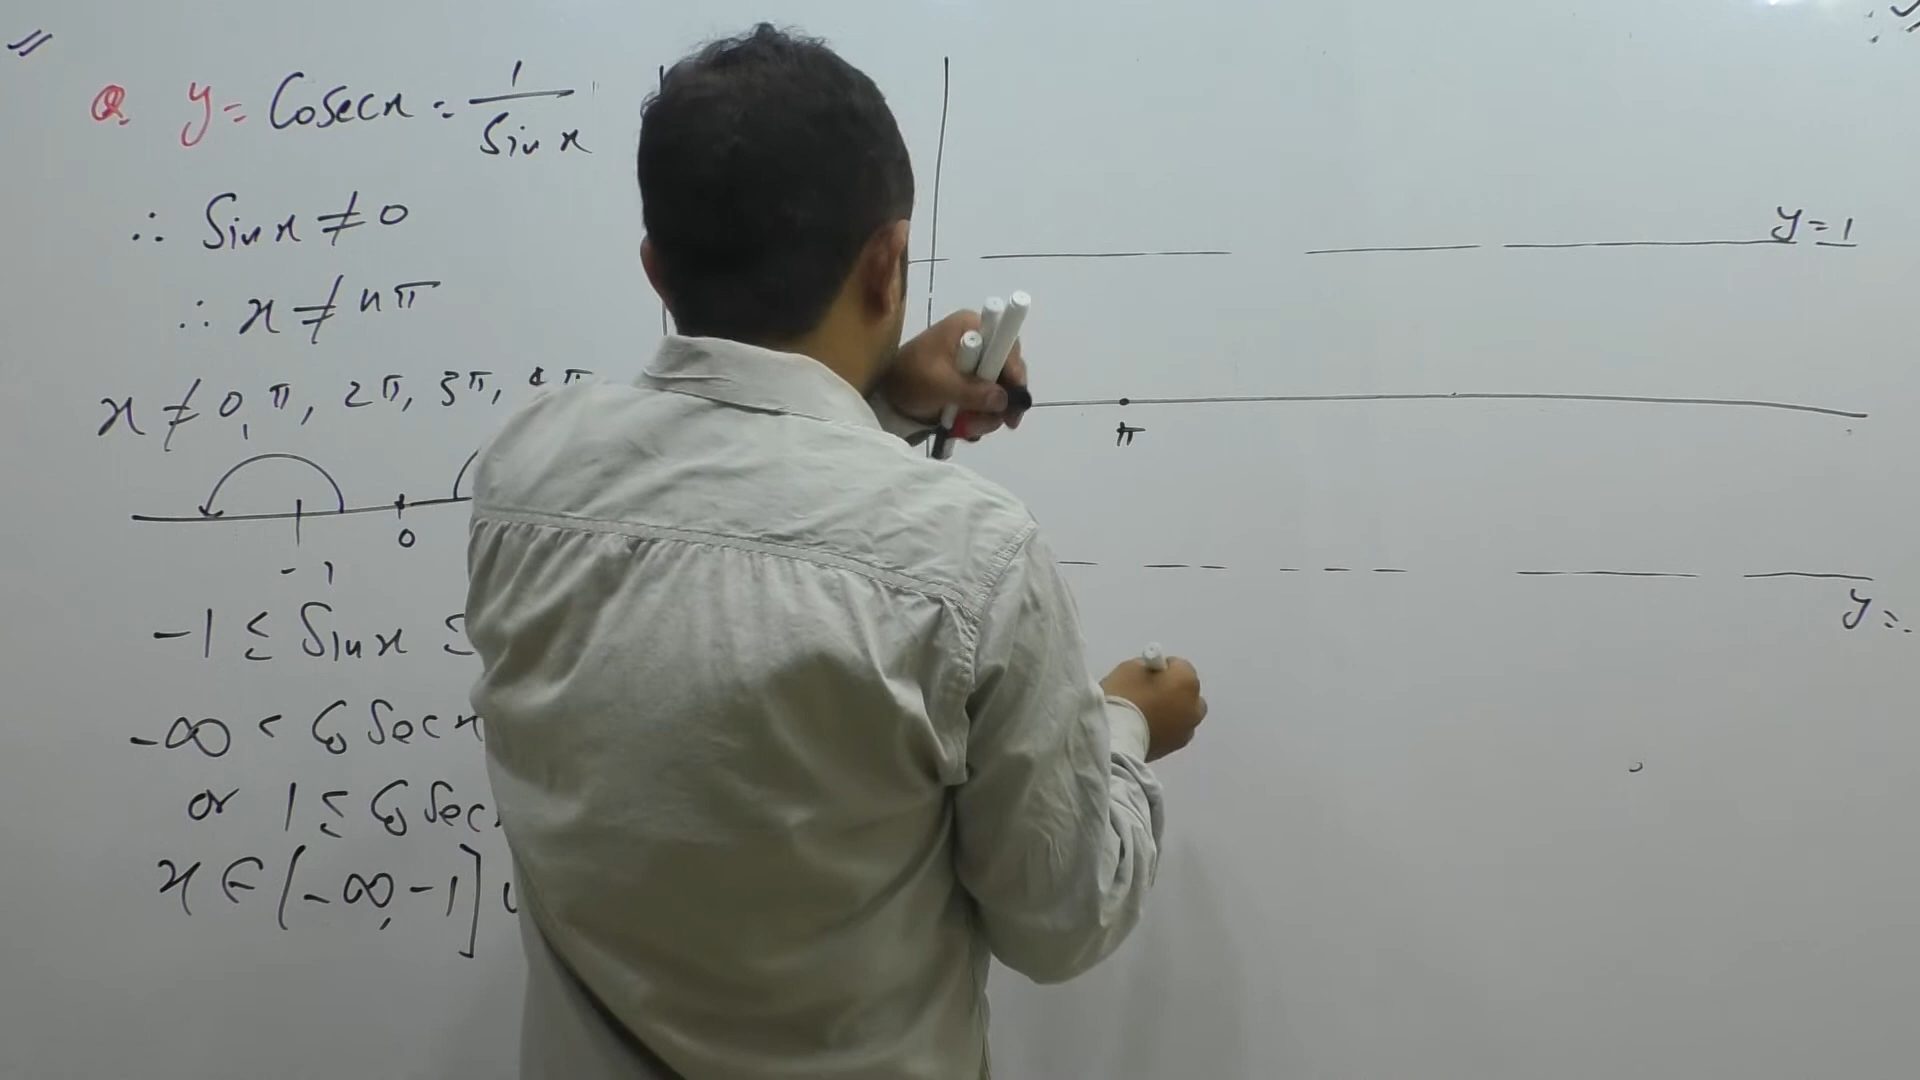 Q. y = Cosec x = 1 / Sin x
∴ Sin x ≠ 0
∴ x ≠ nπ
x ≠ 0, π, 2π, 3π, 4π
0
-1
-1 ≤ Sin x ≤
-∞ < Cosec x
or 1 ≤ Cosec
x ∈ (-∞, -1] ∪
y = 1
π
y = -